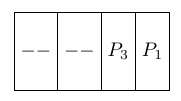 -- -- P₃ P₁